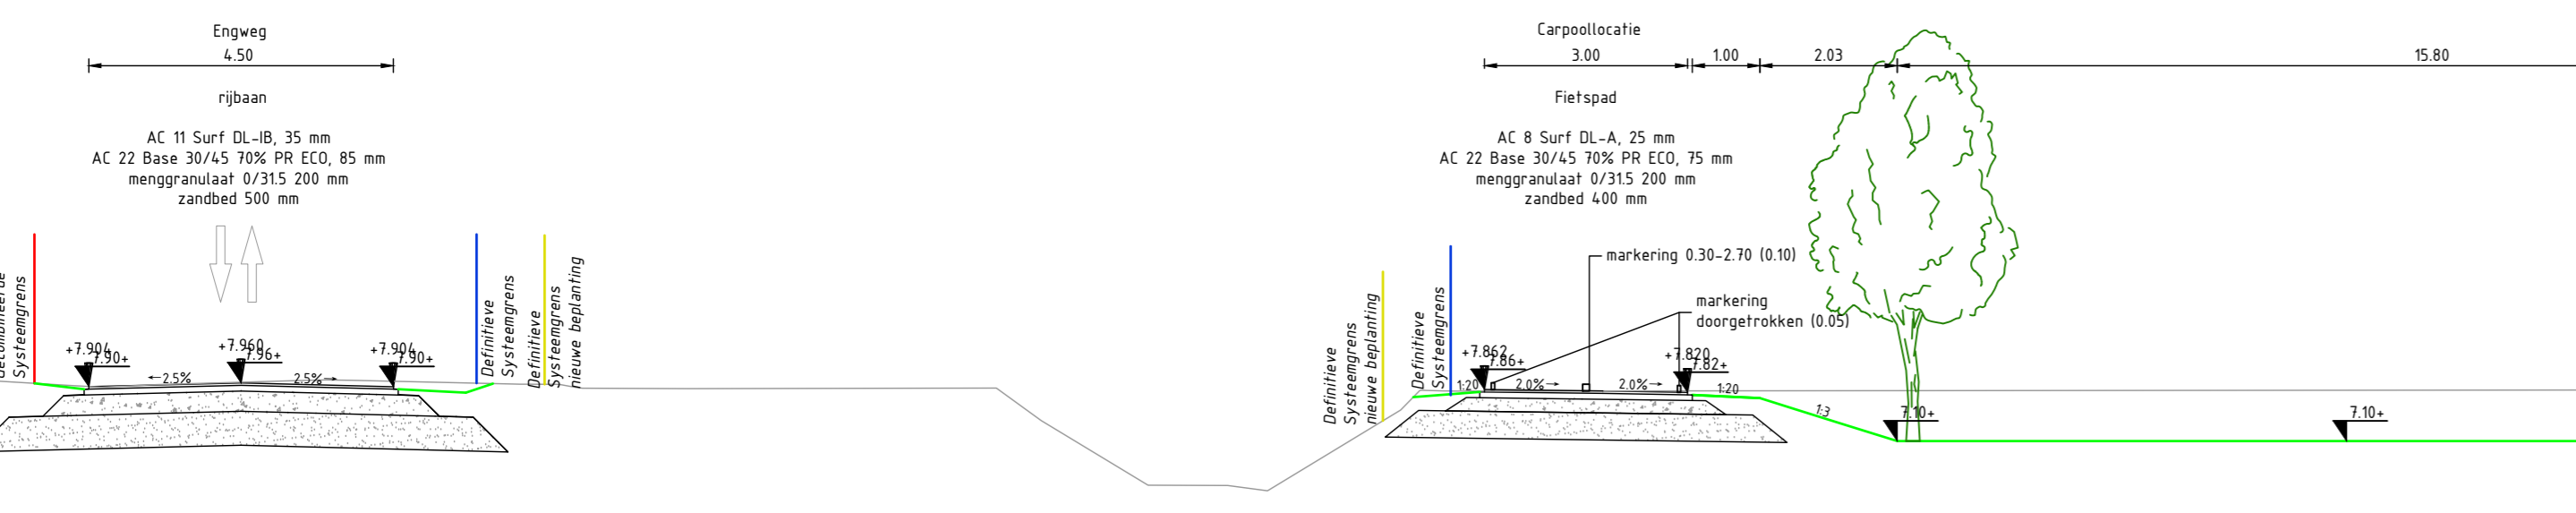 Engweg
4.50
rijbaan
AC 11 Surf DL-IB, 35 mm
AC 22 Base 30/45 70% PR ECO, 85 mm
menggranulaat 0/31.5 200 mm
zandbed 500 mm
Systeemgrens
+7.904
7.90+
+7.960
7.96+
+7.904
7.90+
2.5%
2.5%
Definitieve
Systeemgrens
Definitieve
Systeemgrens
nieuwe beplanting
Carpoollocatie
3.00
1.00
2.03
15.80
Fietspad
AC 8 Surf DL-A, 25 mm
AC 22 Base 30/45 70% PR ECO, 75 mm
menggranulaat 0/31.5 200 mm
zandbed 400 mm
markering 0.30-2.70 (0.10)
markering
doorgetrokken (0.05)
Definitieve
Systeemgrens
nieuwe beplanting
Definitieve
Systeemgrens
+7.862
7.86+
+7.820
7.82+
1:20
2.0%
2.0%
1:20
1:3
7.10+
7.10+